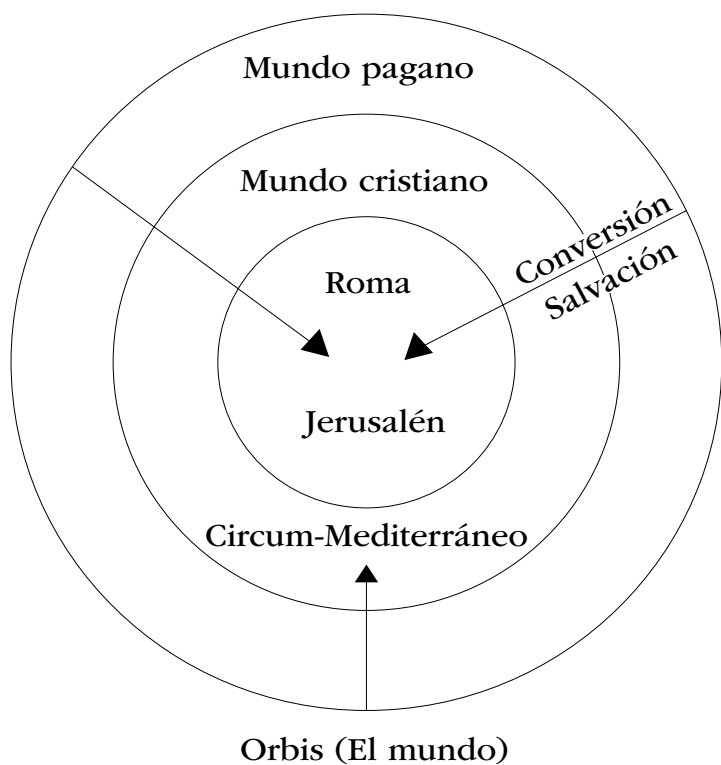 Mundo pagano
Mundo cristiano
Conversión
Salvación
Roma
Jerusalén
Circum-Mediterráneo
Orbis (El mundo)